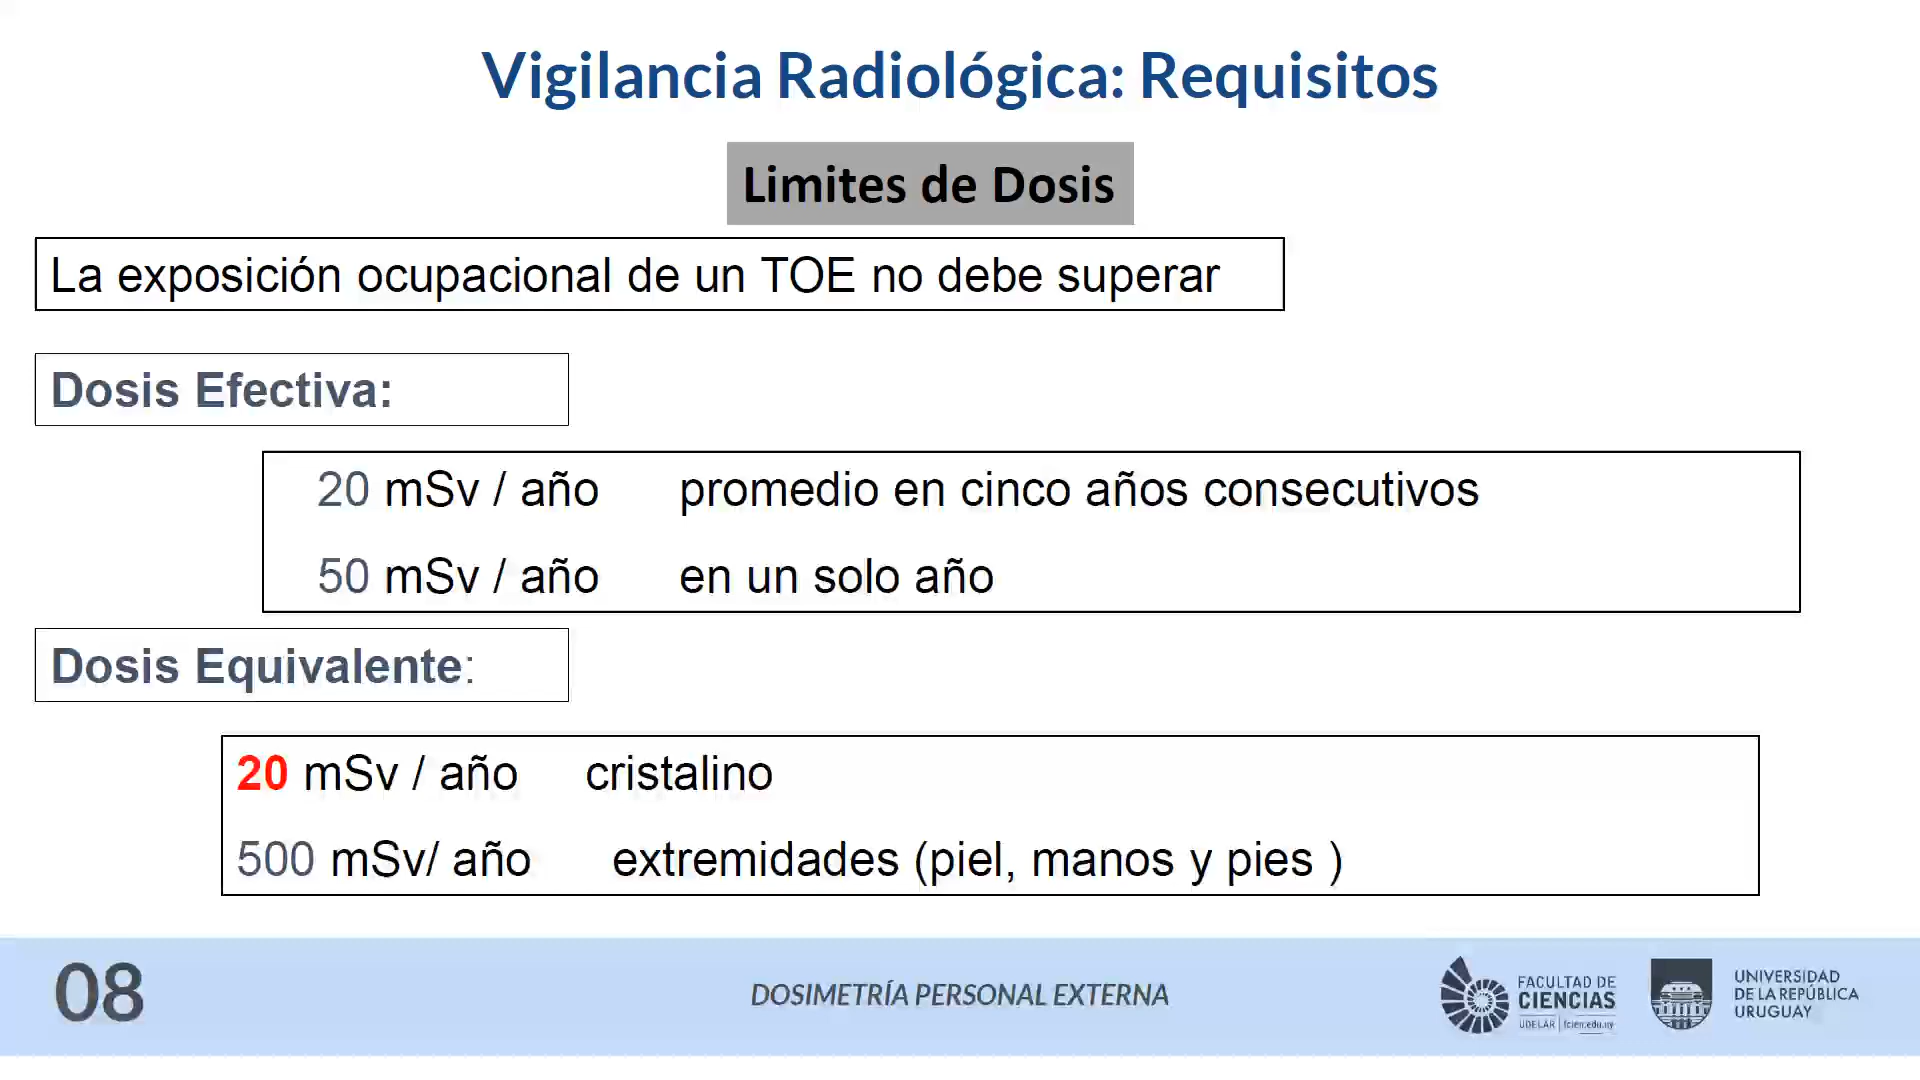 Vigilancia Radiológica: Requisitos
Limites de Dosis
La exposición ocupacional de un TOE no debe superar
Dosis Efectiva:
20 mSv / año promedio en cinco años consecutivos
50 mSv / año en un solo año
Dosis Equivalente:
20 mSv / año cristalino
500 mSv/ año extremidades (piel, manos y pies )
08
DOSIMETRÍA PERSONAL EXTERNA
FACULTAD DE
CIENCIAS
UDELAR | fcien.edu.uy
UNIVERSIDAD
DE LA REPÚBLICA
URUGUAY